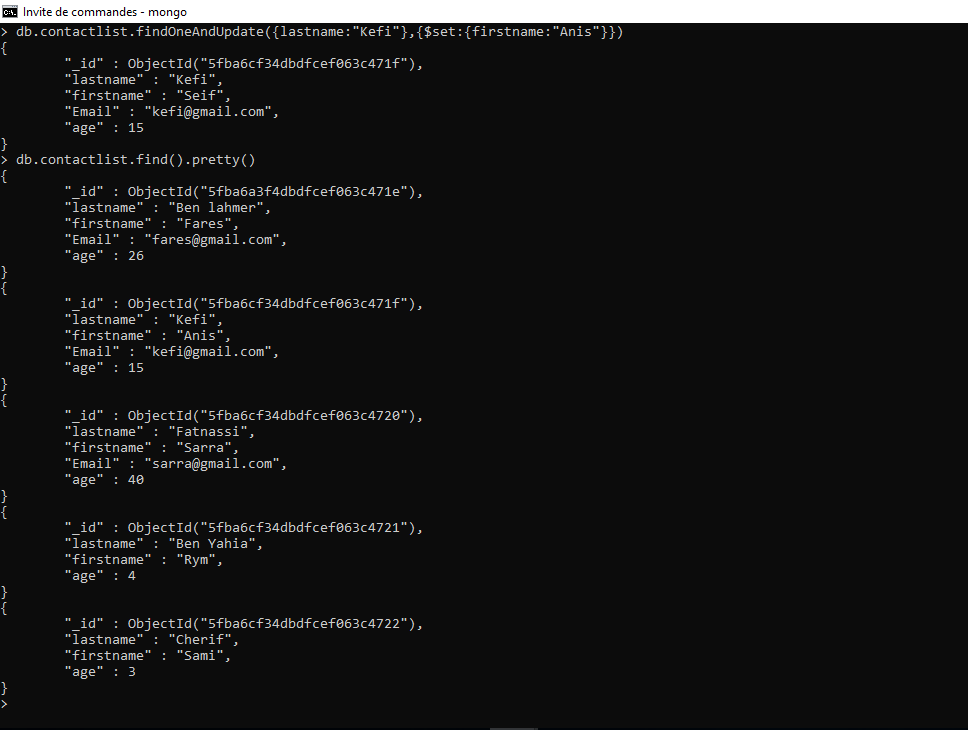 Invite de commandes - mongo
> db.contactlist.findOneAndUpdate({lastname:"Kefi"},{$set:{firstname:"Anis"}})
{
        "_id" : ObjectId("5fba6cf34dbdfcef063c471f"),
        "lastname" : "Kefi",
        "firstname" : "Seif",
        "Email" : "kefi@gmail.com",
        "age" : 15
}
> db.contactlist.find().pretty()
{
        "_id" : ObjectId("5fba6a3f4dbdfcef063c471e"),
        "lastname" : "Ben lahmer",
        "firstname" : "Fares",
        "Email" : "fares@gmail.com",
        "age" : 26
}
{
        "_id" : ObjectId("5fba6cf34dbdfcef063c471f"),
        "lastname" : "Kefi",
        "firstname" : "Anis",
        "Email" : "kefi@gmail.com",
        "age" : 15
}
{
        "_id" : ObjectId("5fba6cf34dbdfcef063c4720"),
        "lastname" : "Fatnassi",
        "firstname" : "Sarra",
        "Email" : "sarra@gmail.com",
        "age" : 40
}
{
        "_id" : ObjectId("5fba6cf34dbdfcef063c4721"),
        "lastname" : "Ben Yahia",
        "firstname" : "Rym",
        "age" : 4
}
{
        "_id" : ObjectId("5fba6cf34dbdfcef063c4722"),
        "lastname" : "Cherif",
        "firstname" : "Sami",
        "age" : 3
}
>